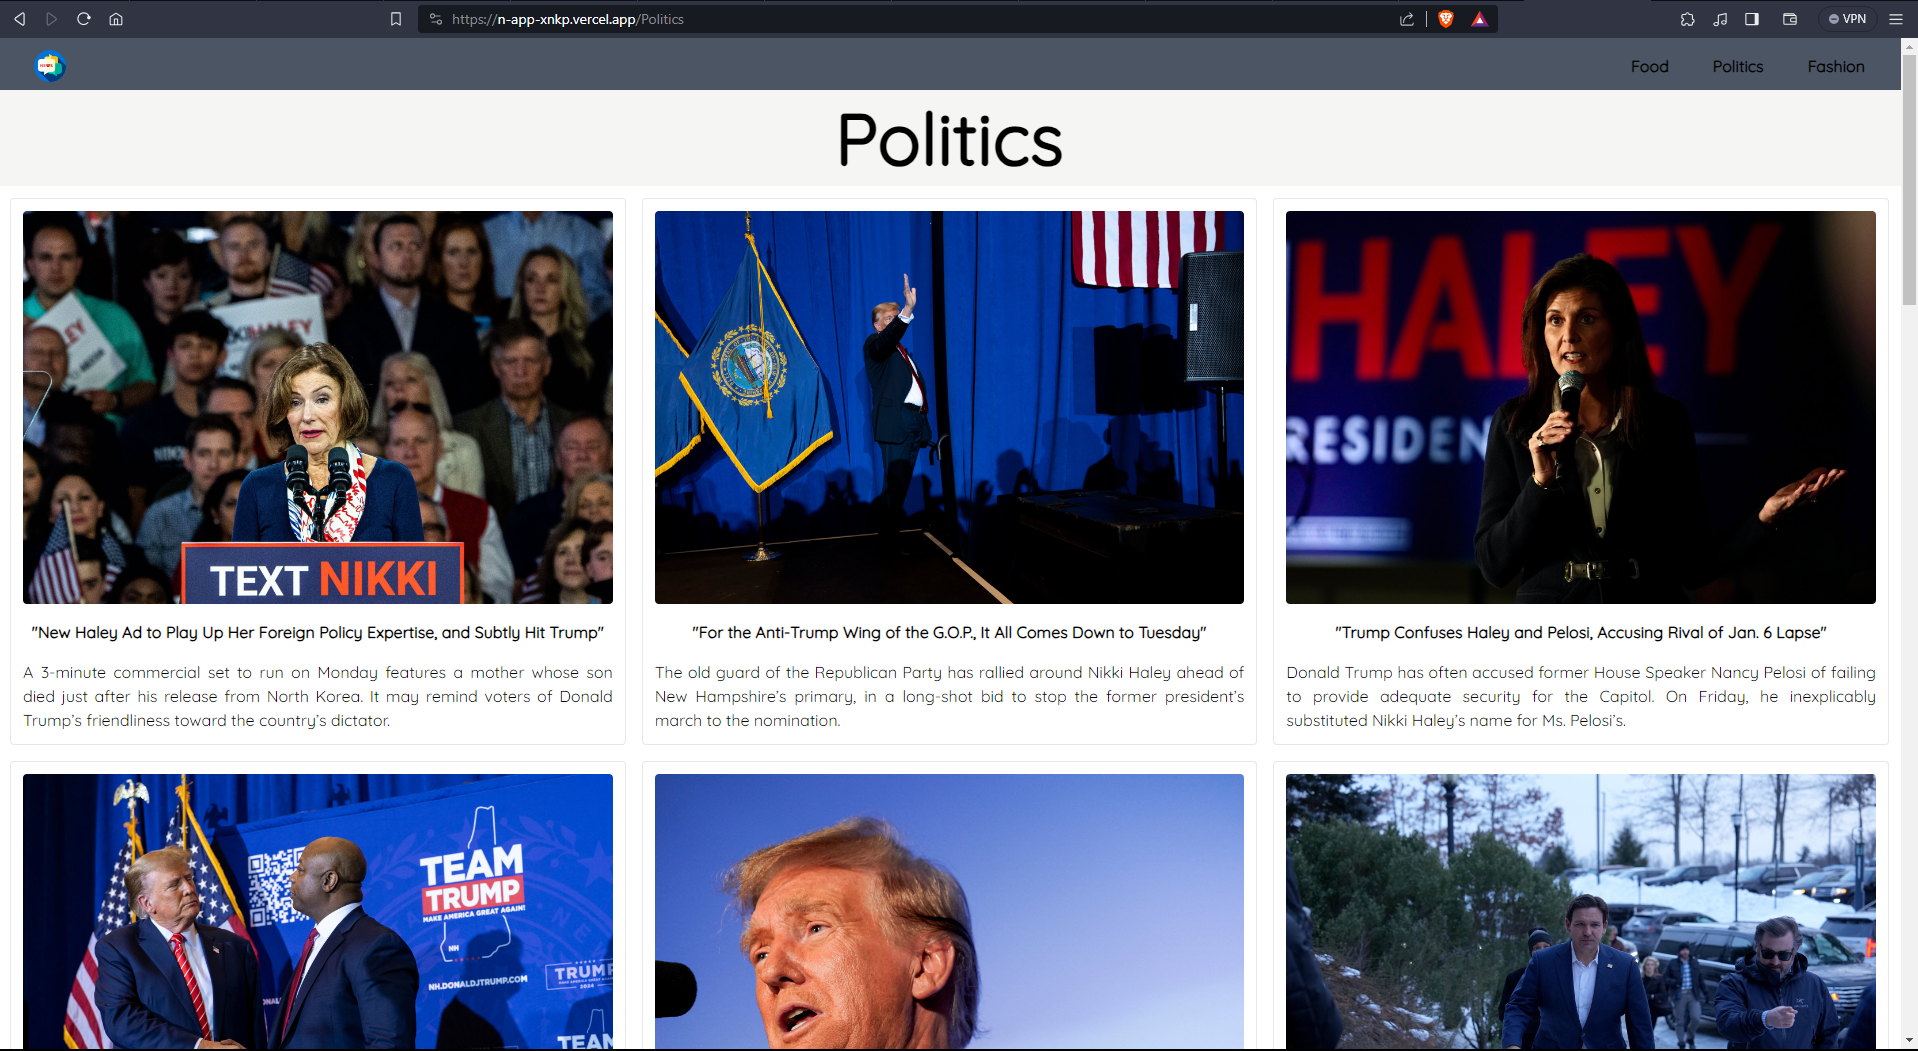 https://n-app-xnkp.vercel.app/Politics
VPN
Food Politics Fashion
Politics
TEXT NIKKI
HALEY
"New Haley Ad to Play Up Her Foreign Policy Expertise, and Subtly Hit Trump"
A 3-minute commercial set to run on Monday features a mother whose son
died just after his release from North Korea. It may remind voters of Donald
Trump’s friendliness toward the country’s dictator.
"For the Anti-Trump Wing of the G.O.P., It All Comes Down to Tuesday"
The old guard of the Republican Party has rallied around Nikki Haley ahead of
New Hampshire’s primary, in a long-shot bid to stop the former president’s
march to the nomination.
"Trump Confuses Haley and Pelosi, Accusing Rival of Jan. 6 Lapse"
Donald Trump has often accused former House Speaker Nancy Pelosi of failing
to provide adequate security for the Capitol. On Friday, he inexplicably
substituted Nikki Haley’s name for Ms. Pelosi’s.
TEAM
TRUMP
MAKE AMERICA GREAT AGAIN!
NH
NH.DONALDJTRUMP.COM
TRUMP
TEAM